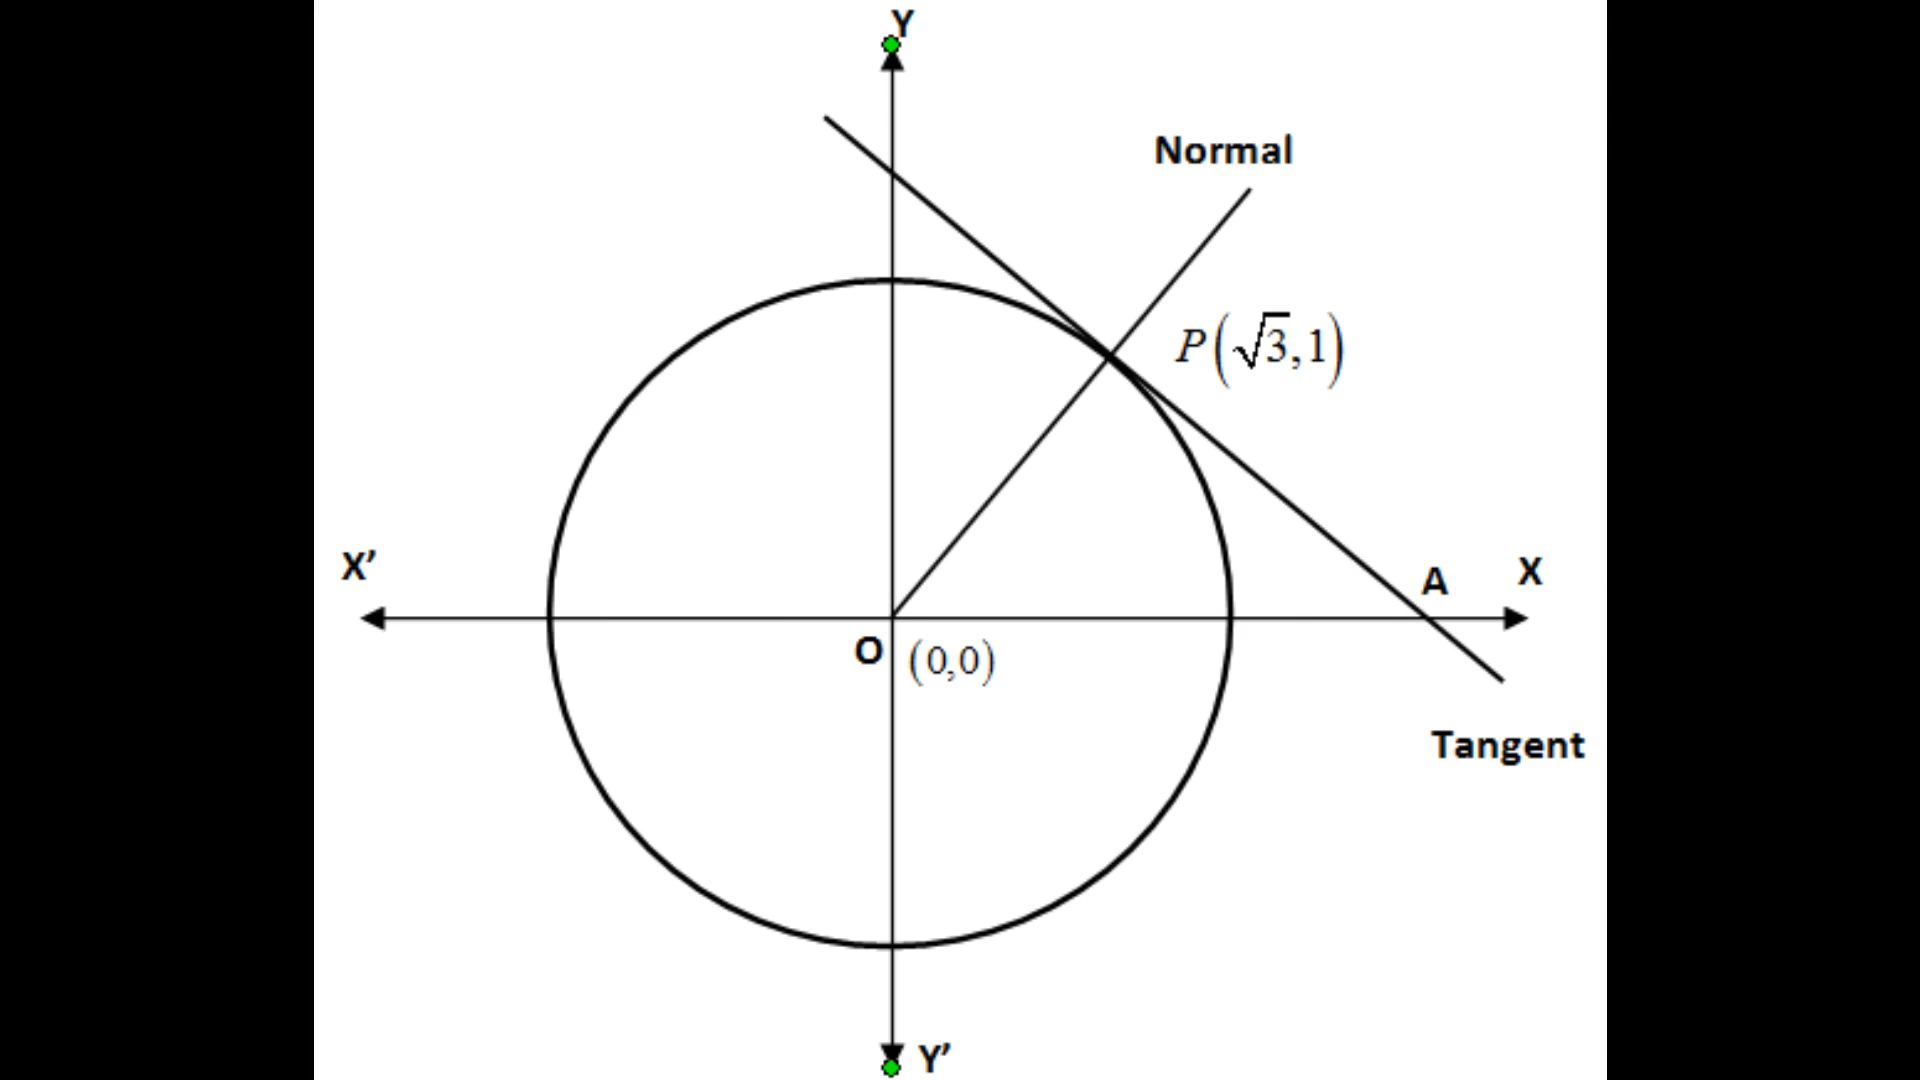 Y
Normal
P(√3,1)
X’
A
X
O
(0,0)
Tangent
Y’